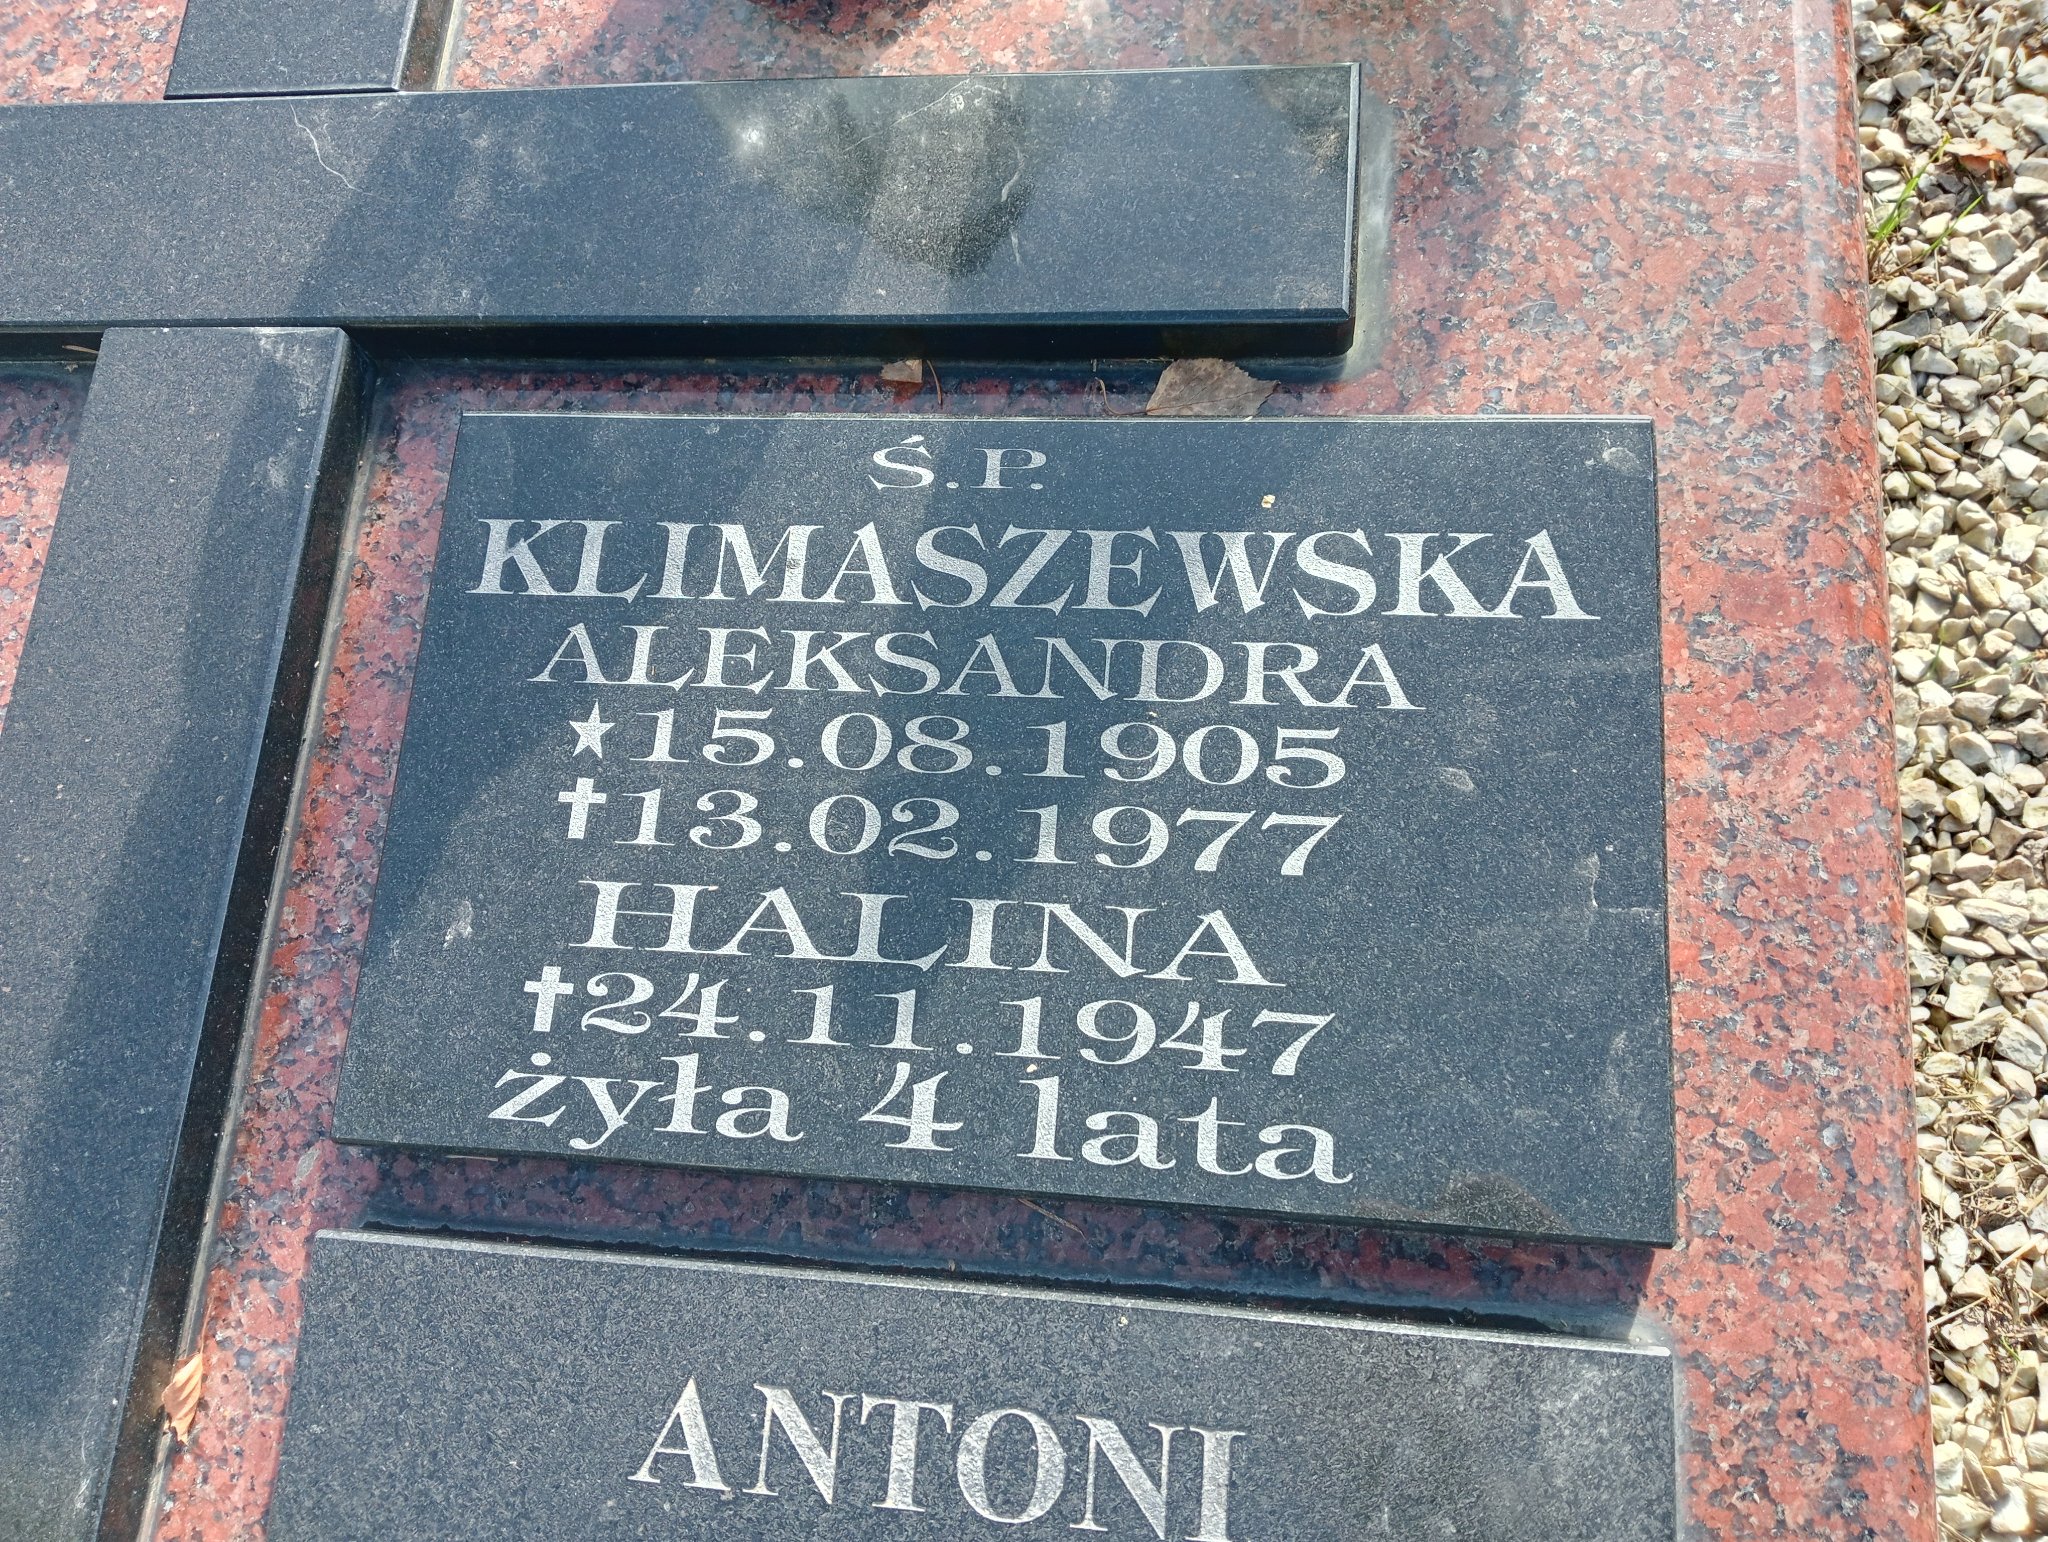 Ś.P.
KLIMASZEWSKA
ALEKSANDRA
★15.08.1905
✝13.02.1977
HALINA
✝24.11.1947
żyła 4 lata
ANTONI